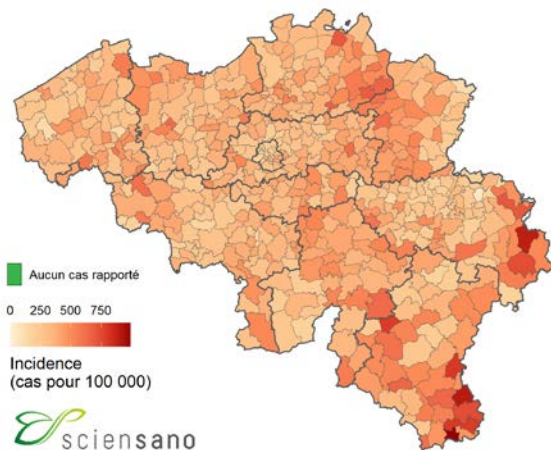 Aucun cas rapporté
0 250 500 750
Incidence
(cas pour 100 000)
sciensano